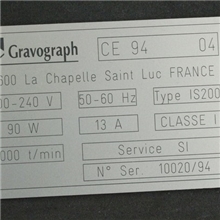 Gravograph CE 94 04
600 La Chapelle Saint Luc FRANCE
00-240 V 50-60 Hz Type IS200
90 W 13 A CLASSE I
000 t/min Service SI
N° Ser. 10020/94